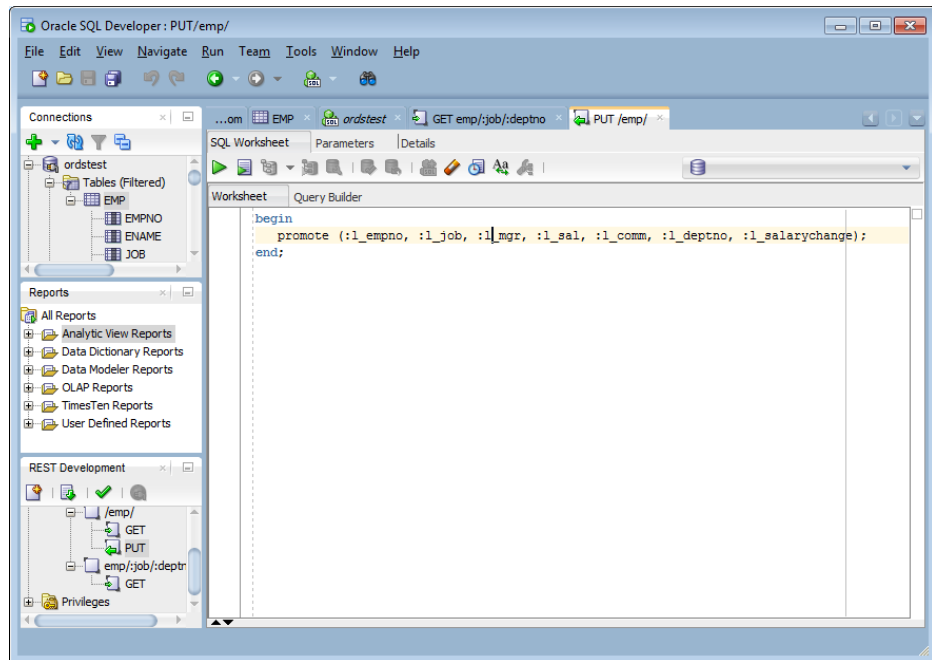 Oracle SQL Developer : PUT/emp/
File Edit View Navigate Run Team Tools Window Help
Connections
ordstest
Tables (Filtered)
EMP
EMPNO
ENAME
JOB
Reports
All Reports
Analytic View Reports
Data Dictionary Reports
Data Modeler Reports
OLAP Reports
TimesTen Reports
User Defined Reports
REST Development
/emp/
GET
PUT
emp/:job/:deptn
GET
Privileges
...om EMP ordstest GET emp/:job/:deptno PUT /emp/
SQL Worksheet Parameters Details
Worksheet Query Builder
begin
promote (:l_empno, :l_job, :l_mgr, :l_sal, :l_comm, :l_deptno, :l_salarychange);
end;